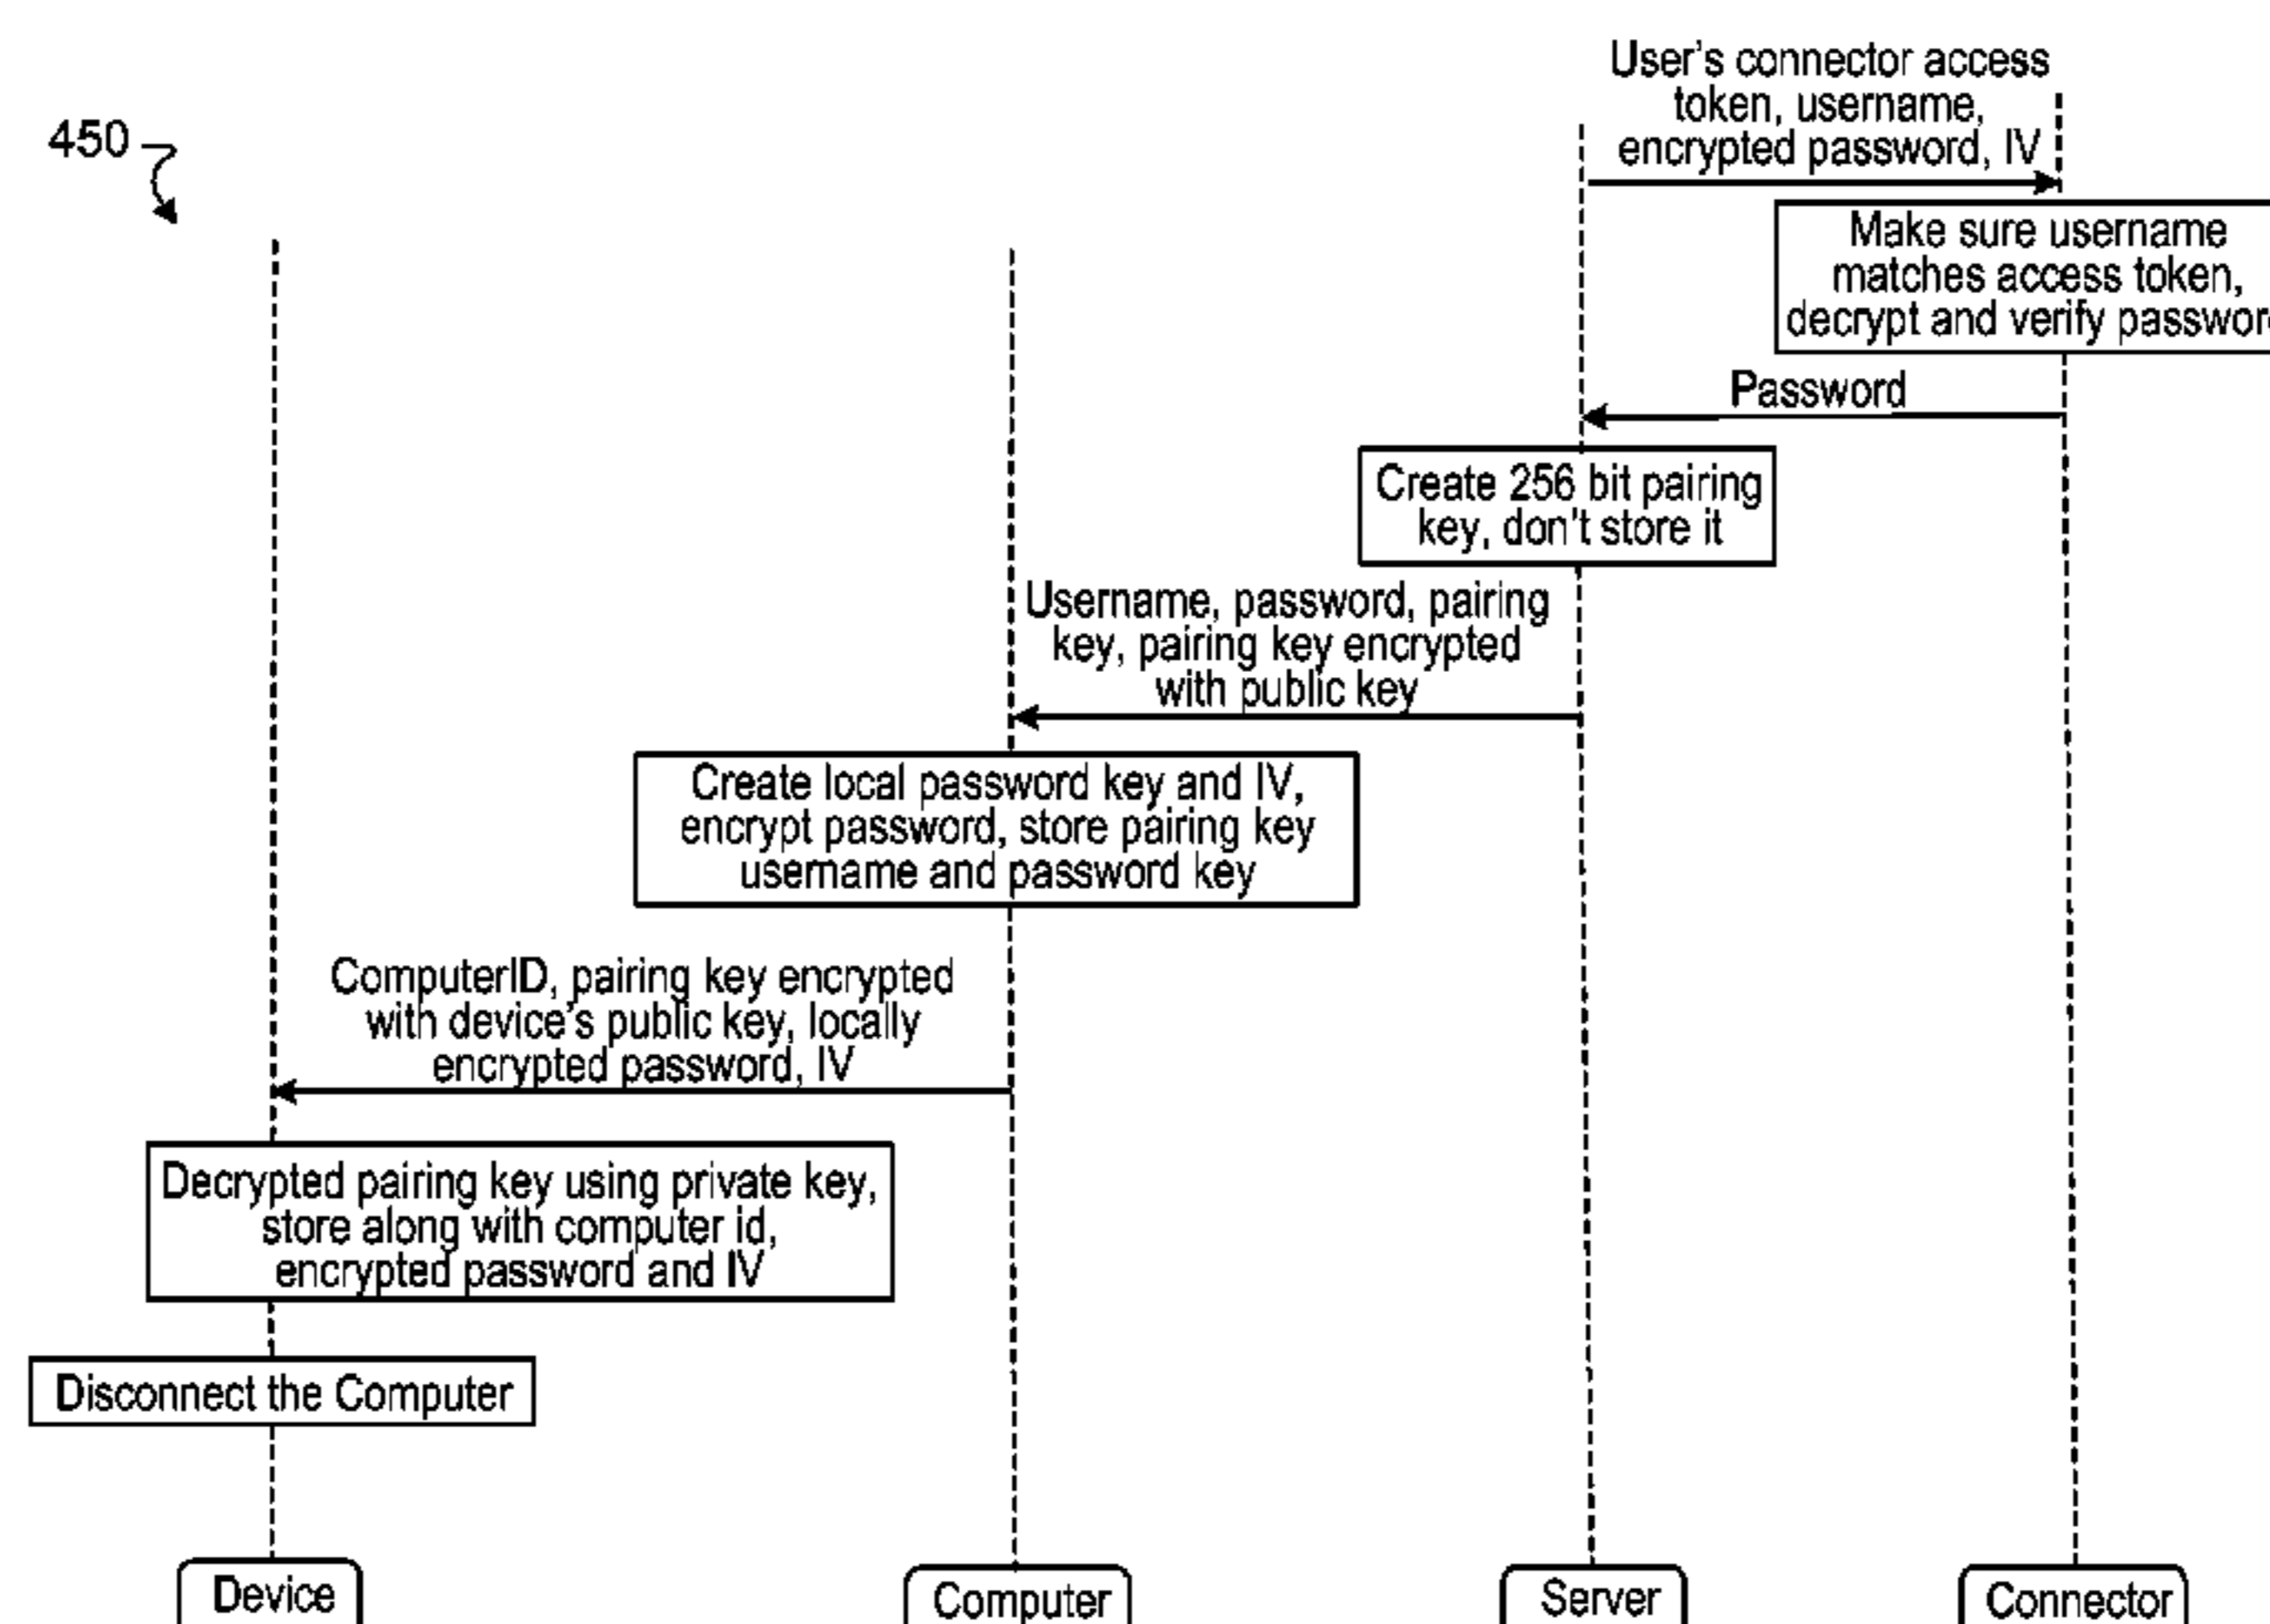 User's connector access
token, username,
encrypted password, IV
450
Make sure username
matches access token,
decrypt and verify
Password
Create 256 bit pairing
key, don't store it
Username, password, pairing
key, pairing key encrypted
with public key
Create local password key and IV,
encrypt password, store pairing key
username and password key
ComputerID, pairing key encrypted
with device's public key, locally
encrypted password, IV
Decrypted pairing key using private key,
store along with computer id,
encrypted password and IV
Disconnect the Computer
Device
Computer
Server
Connector